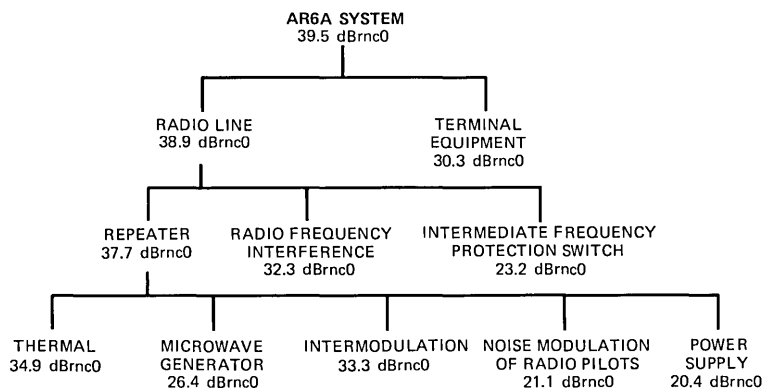 AR6A SYSTEM
39.5 dBrnc0
RADIO LINE
38.9 dBrnc0
TERMINAL
EQUIPMENT
30.3 dBrnc0
REPEATER
37.7 dBrnc0
RADIO FREQUENCY
INTERFERENCE
32.3 dBrnc0
INTERMEDIATE FREQUENCY
PROTECTION SWITCH
23.2 dBrnc0
THERMAL
34.9 dBrnc0
MICROWAVE
GENERATOR
26.4 dBrnc0
INTERMODULATION
33.3 dBrnc0
NOISE MODULATION
OF RADIO PILOTS
21.1 dBrnc0
POWER
SUPPLY
20.4 dBrnc0